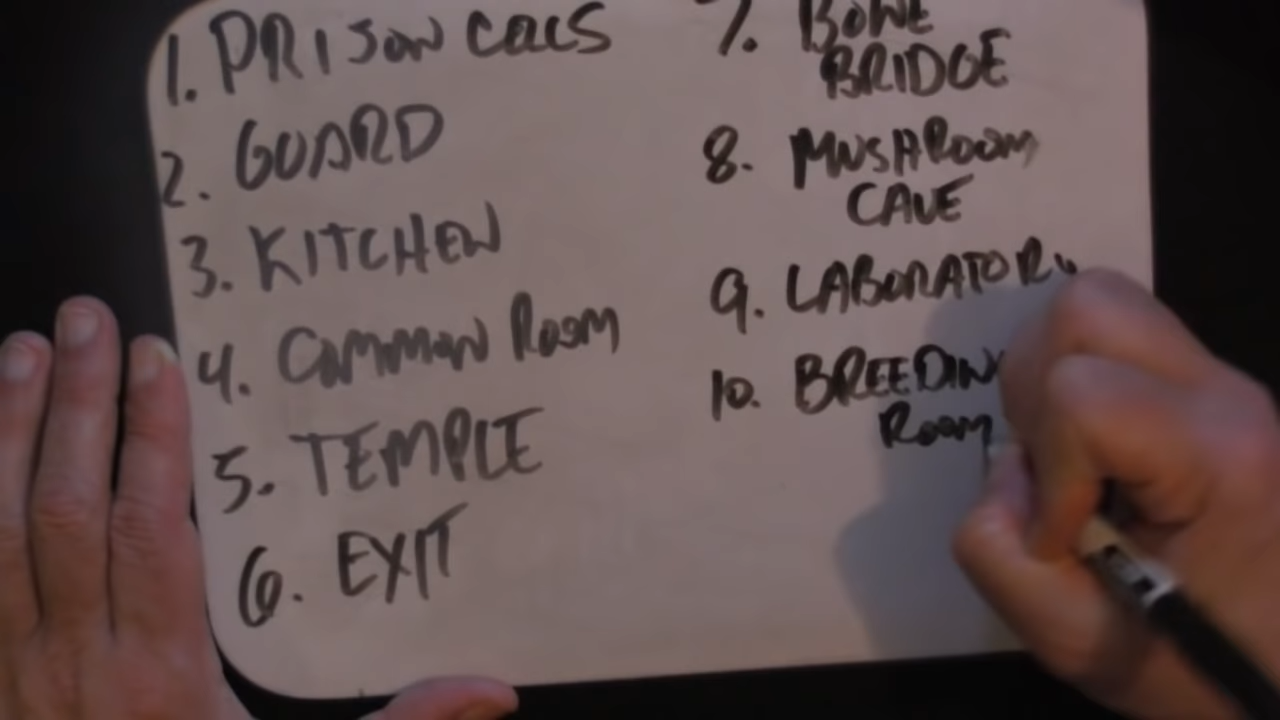 1. PRISON CELLS
2. GUARD
3. KITCHEN
4. COMMON ROOM
5. TEMPLE
6. EXIT
7. BONE
BRIDGE
8. MUSHROOM
CAVE
9. LABORATORY
10. BREEDIN
ROOM